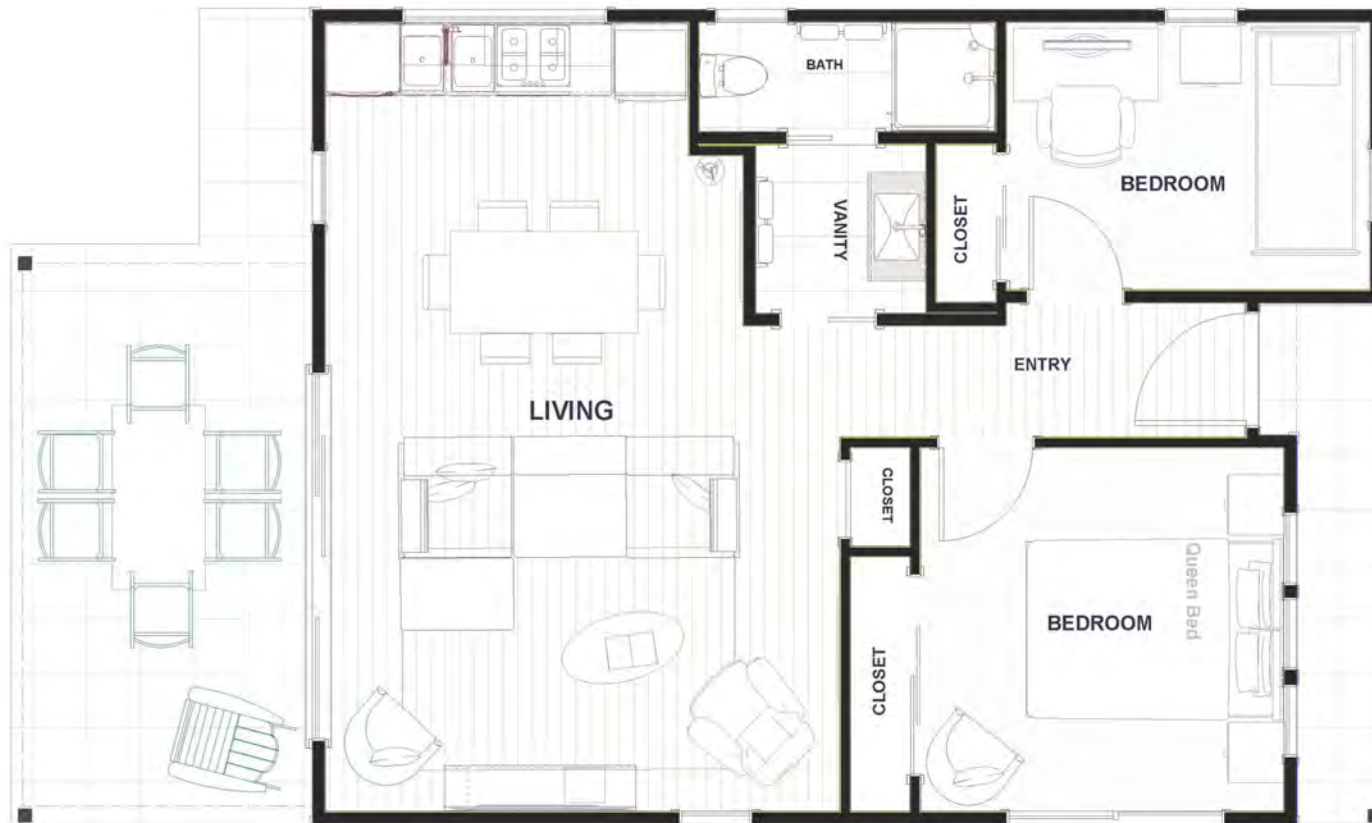 BATH
BEDROOM
VANITY
CLOSET
ENTRY
LIVING
CLOSET
Queen Bed
BEDROOM
CLOSET